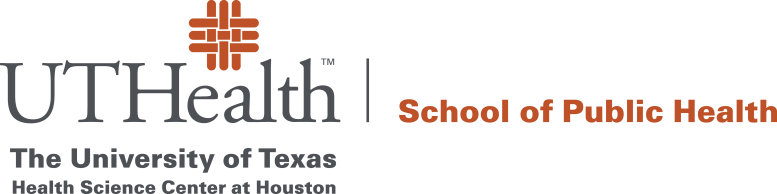 UTHealth™
School of Public Health
The University of Texas
Health Science Center at Houston